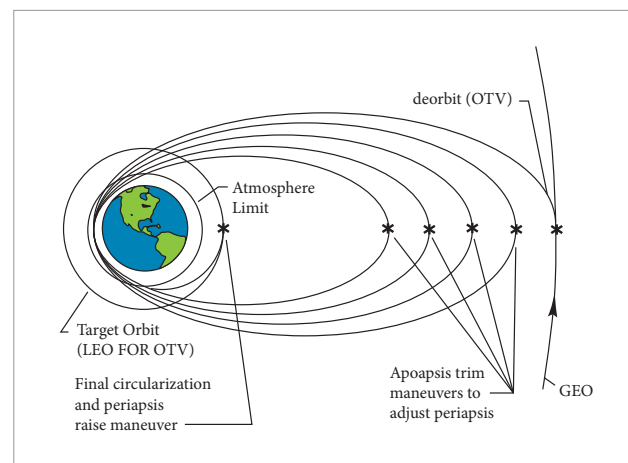 deorbit (OTV)
Atmosphere
Limit
Target Orbit
(LEO FOR OTV)
Final circularization
and periapsis
raise maneuver
Apoapsis trim
maneuvers to
adjust periapsis
GEO